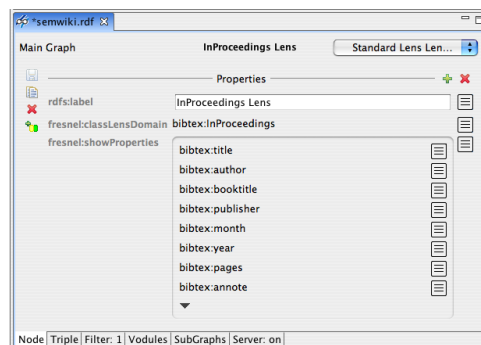 *semwiki.rdf
Main Graph InProceedings Lens Standard Lens Len...
Properties
rdfs:label InProceedings Lens
fresnel:classLensDomain bibtex:InProceedings
fresnel:showProperties
bibtex:title
bibtex:author
bibtex:booktitle
bibtex:publisher
bibtex:month
bibtex:year
bibtex:pages
bibtex:annote
Node Triple Filter: 1 Vodules SubGraphs Server: on